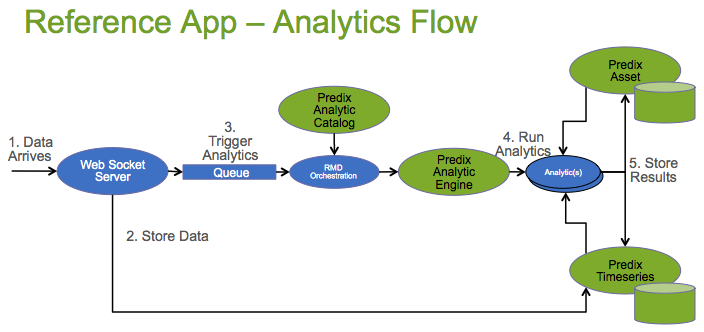 Reference App – Analytics Flow
1. Data
Arrives
Web Socket
Server
2. Store Data
3.
Trigger
Analytics
Queue
Predix
Analytic
Catalog
RMD
Orchestration
Predix
Analytic
Engine
4. Run
Analytics
Analytic(s)
Predix
Asset
5. Store
Results
Predix
Timeseries